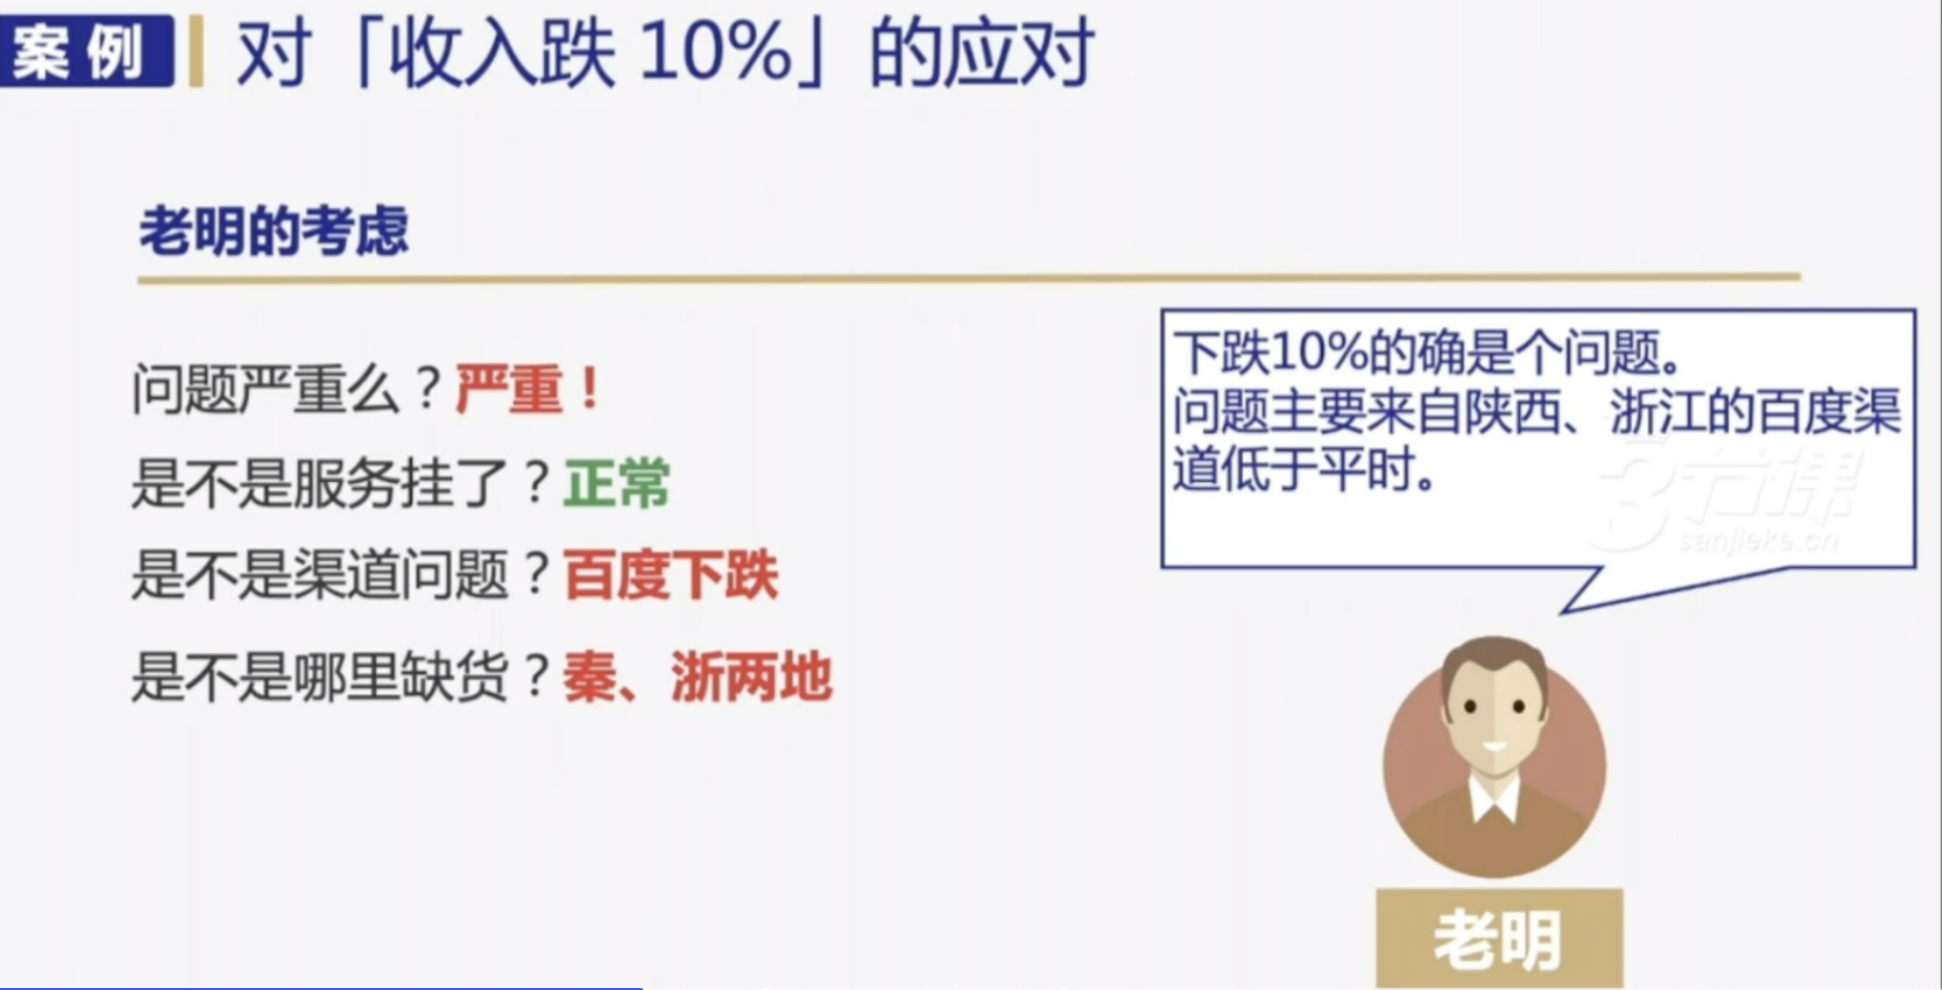 案例
对「收入跌 10%」的应对
老明的考虑
问题严重么？严重！
是不是服务挂了？正常
是不是渠道问题？百度下跌
是不是哪里缺货？秦、浙两地
下跌10%的确是个问题。
问题主要来自陕西、浙江的百度渠
道低于平时。
3节课
sanjieke.cn
老明